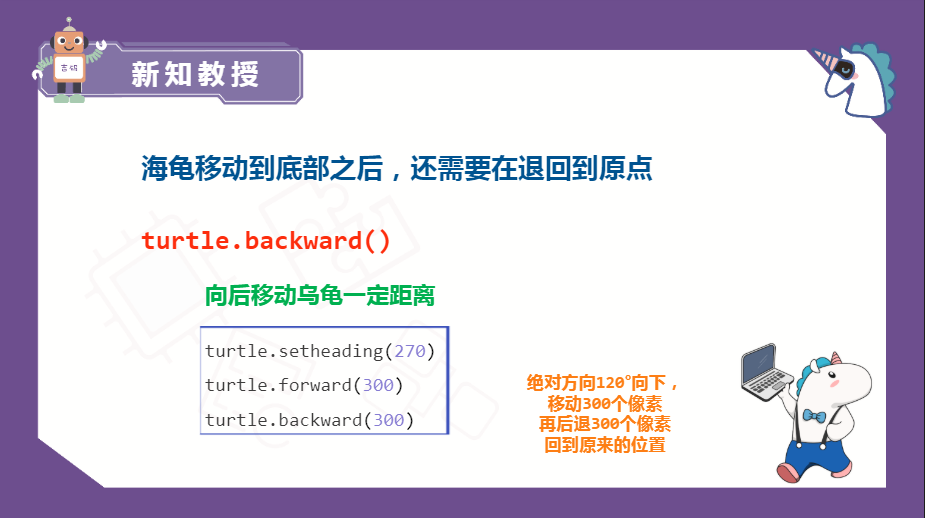 新知教授
海龟移动到底部之后，还需要在退回到原点
turtle.backward()
向后移动乌龟一定距离
turtle.setheading(270)
turtle.forward(300)
turtle.backward(300)
绝对方向120°向下，
移动300个像素
再后退300个像素
回到原来的位置